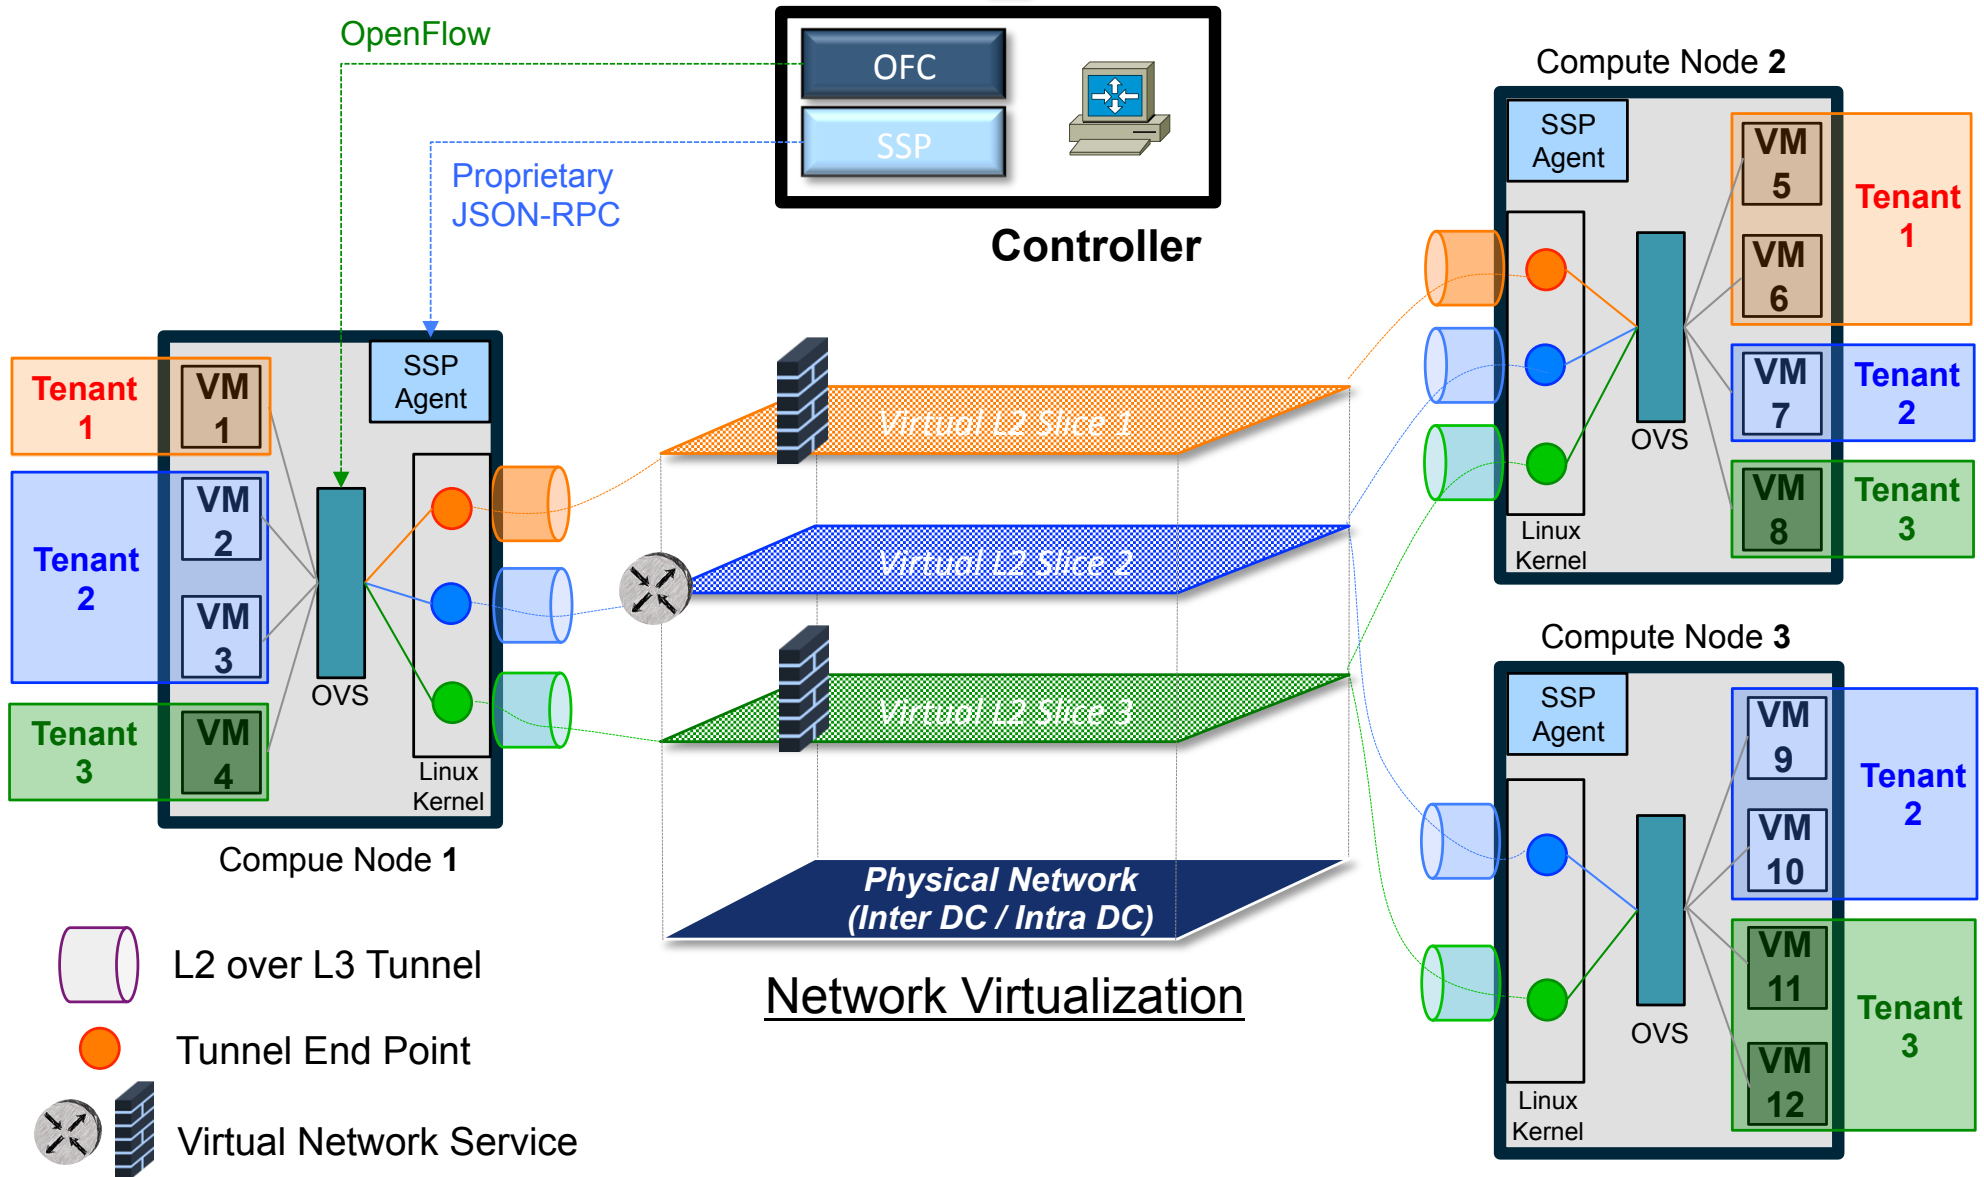 OpenFlow
OFC
SSP
Proprietary
JSON-RPC
Controller
Compute Node 2
SSP
Agent
VM
5
VM
6
Tenant
1
VM
7
Tenant
2
VM
8
Tenant
3
OVS
Linux
Kernel
Tenant
1
VM
1
SSP
Agent
Tenant
2
VM
2
VM
3
Tenant
3
VM
4
OVS
Linux
Kernel
Compue Node 1
Virtual L2 Slice 1
Virtual L2 Slice 2
Virtual L2 Slice 3
Physical Network
(Inter DC / Intra DC)
Network Virtualization
Compute Node 3
SSP
Agent
VM
9
VM
10
Tenant
2
VM
11
VM
12
Tenant
3
OVS
Linux
Kernel
L2 over L3 Tunnel
Tunnel End Point
Virtual Network Service